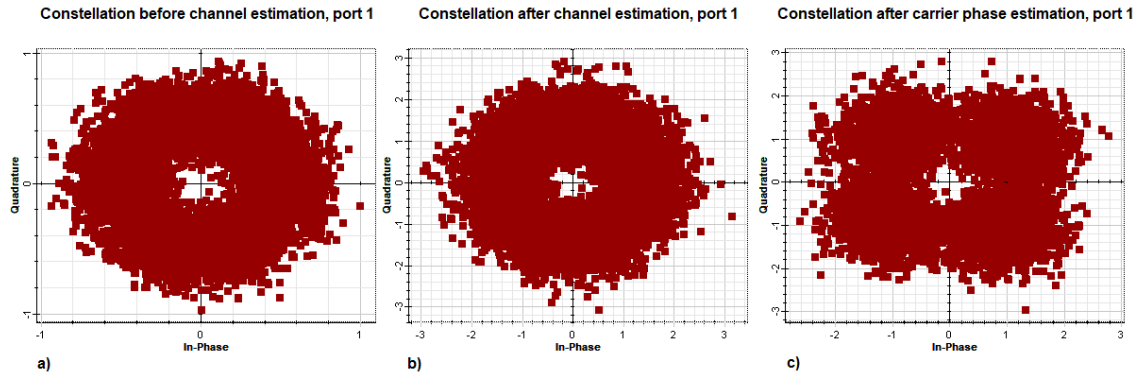 Constellation before channel estimation, port 1
1
0
-1
Quadrature
-1
0
1
In-Phase
a)
Constellation after channel estimation, port 1
3
2
1
0
-1
-2
-3
Quadrature
-3
-2
-1
0
1
2
3
In-Phase
b)
Constellation after carrier phase estimation, port 1
3
2
1
0
-1
-2
-3
Quadrature
-2
-1
0
1
2
3
In-Phase
c)